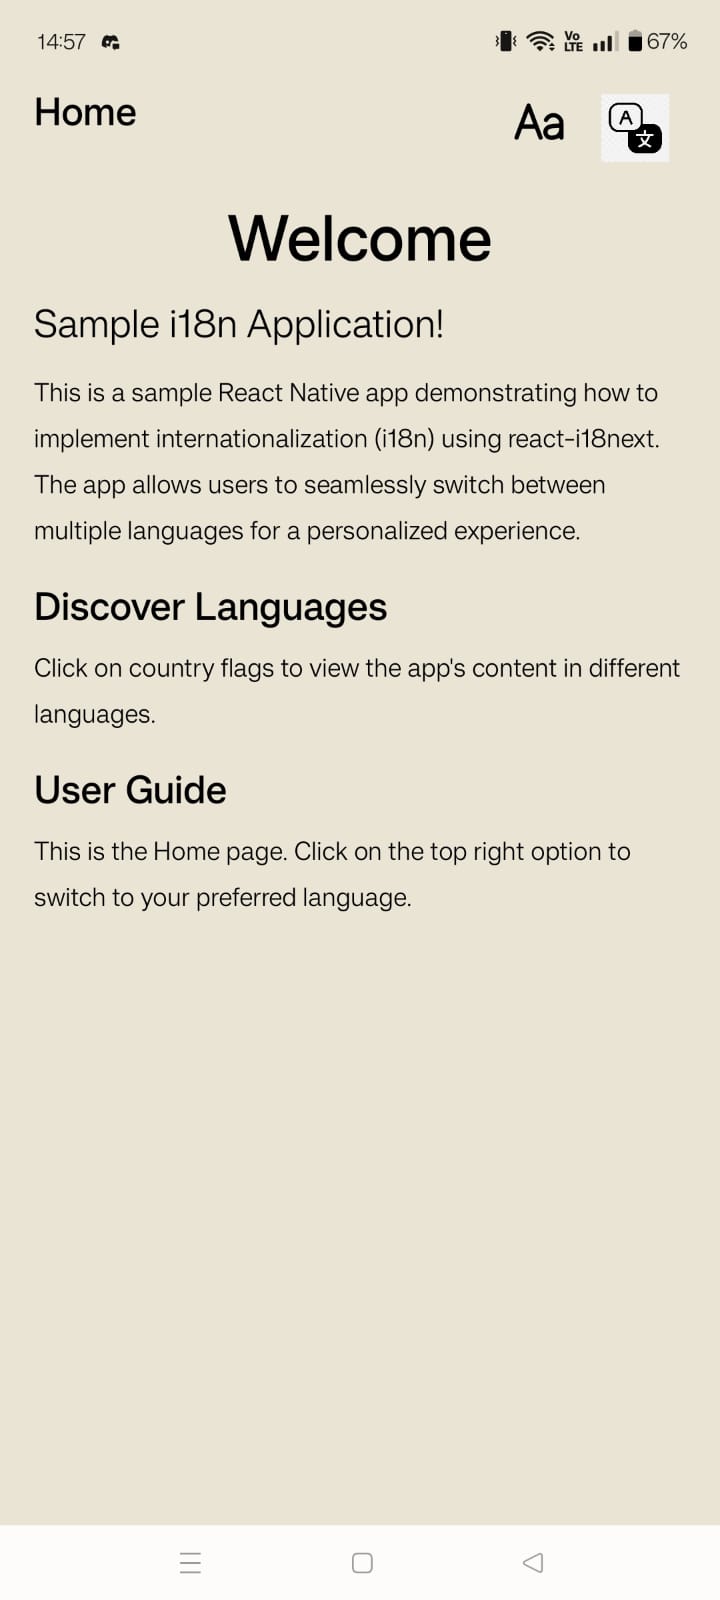 14:57
Vo
LTE
67%
Home
Aa
A
文
Welcome
Sample i18n Application!
This is a sample React Native app demonstrating how to
implement internationalization (i18n) using react-i18next.
The app allows users to seamlessly switch between
multiple languages for a personalized experience.
Discover Languages
Click on country flags to view the app's content in different
languages.
User Guide
This is the Home page. Click on the top right option to
switch to your preferred language.